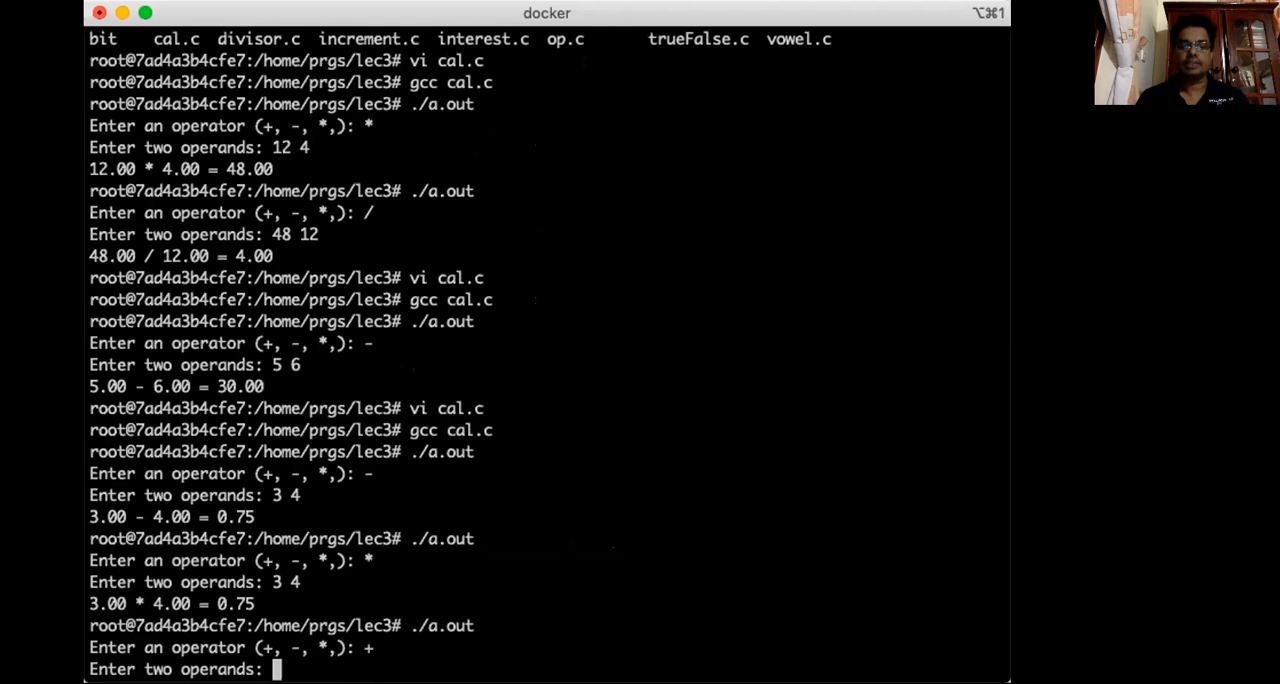 docker
⌥⌘1
bit cal.c divisor.c increment.c interest.c op.c trueFalse.c vowel.c
root@7ad4a3b4cfe7:/home/prgs/lec3# vi cal.c
root@7ad4a3b4cfe7:/home/prgs/lec3# gcc cal.c
root@7ad4a3b4cfe7:/home/prgs/lec3# ./a.out
Enter an operator (+, -, *,): *
Enter two operands: 12 4
12.00 * 4.00 = 48.00
root@7ad4a3b4cfe7:/home/prgs/lec3# ./a.out
Enter an operator (+, -, *,): /
Enter two operands: 48 12
48.00 / 12.00 = 4.00
root@7ad4a3b4cfe7:/home/prgs/lec3# vi cal.c
root@7ad4a3b4cfe7:/home/prgs/lec3# gcc cal.c
root@7ad4a3b4cfe7:/home/prgs/lec3# ./a.out
Enter an operator (+, -, *,): -
Enter two operands: 5 6
5.00 - 6.00 = 30.00
root@7ad4a3b4cfe7:/home/prgs/lec3# vi cal.c
root@7ad4a3b4cfe7:/home/prgs/lec3# gcc cal.c
root@7ad4a3b4cfe7:/home/prgs/lec3# ./a.out
Enter an operator (+, -, *,): -
Enter two operands: 3 4
3.00 - 4.00 = 0.75
root@7ad4a3b4cfe7:/home/prgs/lec3# ./a.out
Enter an operator (+, -, *,): *
Enter two operands: 3 4
3.00 * 4.00 = 0.75
root@7ad4a3b4cfe7:/home/prgs/lec3# ./a.out
Enter an operator (+, -, *,): +
Enter two operands: